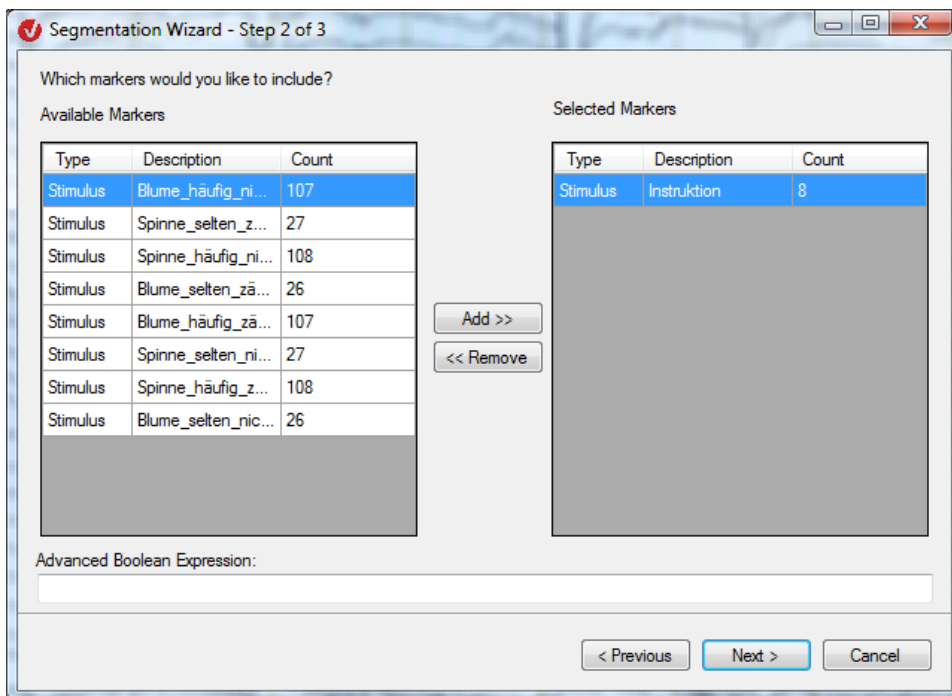 Segmentation Wizard - Step 2 of 3
Which markers would you like to include?
Available Markers
Type Description Count
Stimulus Blume_häufig_ni... 107
Stimulus Spinne_selten_z... 27
Stimulus Spinne_häufig_ni... 108
Stimulus Blume_selten_zä... 26
Stimulus Blume_häufig_zä... 107
Stimulus Spinne_selten_ni... 27
Stimulus Spinne_häufig_z... 108
Stimulus Blume_selten_nic... 26
Add >>
<< Remove
Selected Markers
Type Description Count
Stimulus Instruktion 8
Advanced Boolean Expression:
< Previous Next > Cancel